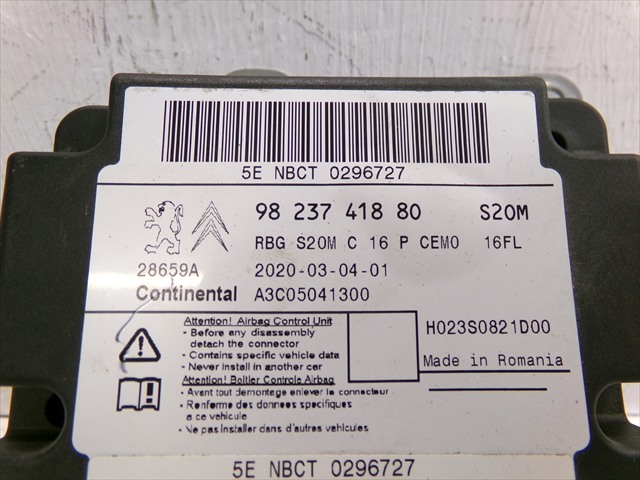 5E NBCT 0296727
98 237 418 80 S20M
RBG S20M C 16 P CEM0 16FL
28659A 2020-03-04-01
Continental A3C05041300
Attention! Airbag Control Unit
- Before any disassembly
detach the connector
- Contains specific vehicle data
- Never install in another car
Attention! Boîtier Controle Airbag
- Avant tout demontage enlever le connecteur
- Renferme des donnees specifiques
a ce vehicule
- Ne pas installer dans d'autres vehicules
H023S0821D00
Made in Romania
5E NBCT 0296727